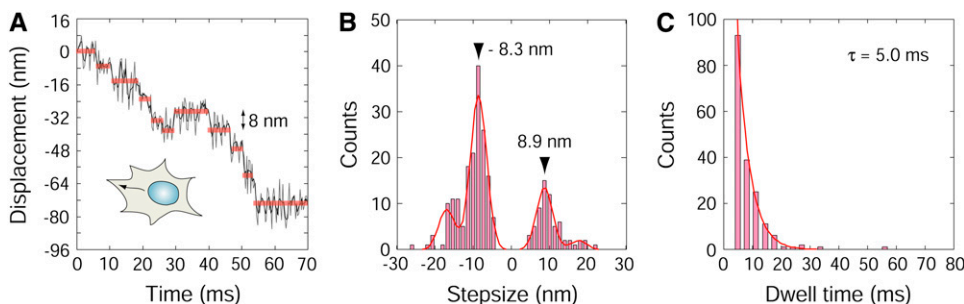 A
16
0
-16
-32
-48
-64
-80
-96
Displacement (nm)
8 nm
0 10 20 30 40 50 60 70
Time (ms)
B
50
40
30
20
10
0
Counts
- 8.3 nm
8.9 nm
-30 -20 -10 0 10 20 30
Stepsize (nm)
C
100
80
60
40
20
0
Counts
τ = 5.0 ms
0 10 20 30 40 50 60 70 80
Dwell time (ms)